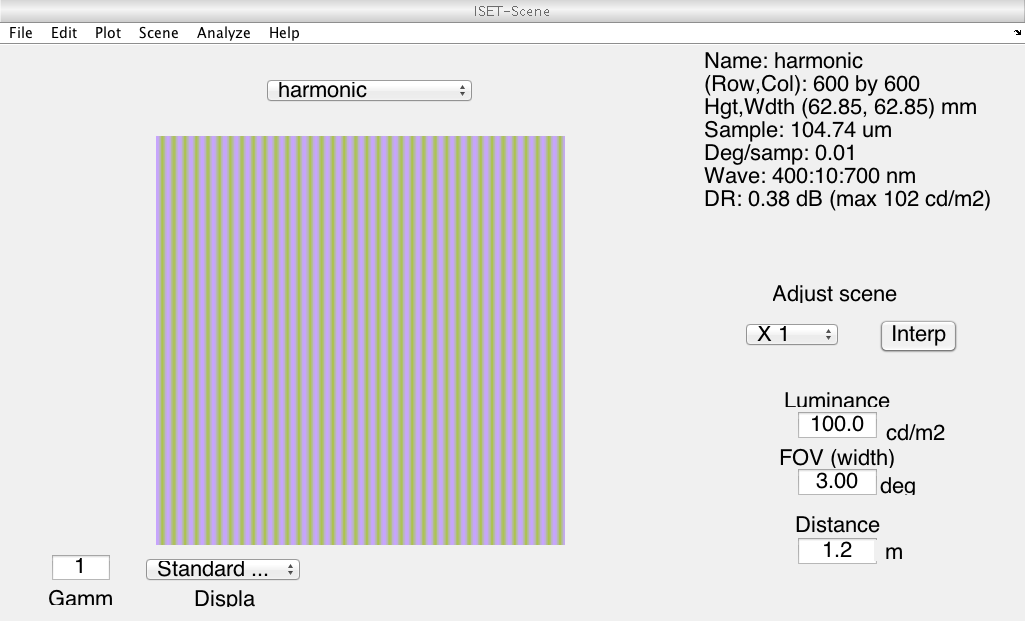 ISET-Scene
File Edit Plot Scene Analyze Help
harmonic
Name: harmonic
(Row,Col): 600 by 600
Hgt,Wdth (62.85, 62.85) mm
Sample: 104.74 um
Deg/samp: 0.01
Wave: 400:10:700 nm
DR: 0.38 dB (max 102 cd/m2)
Adjust scene
X 1
Interp
Luminance
100.0 cd/m2
FOV (width)
3.00 deg
Distance
1.2 m
1
Standard ...
Gamm
Displa